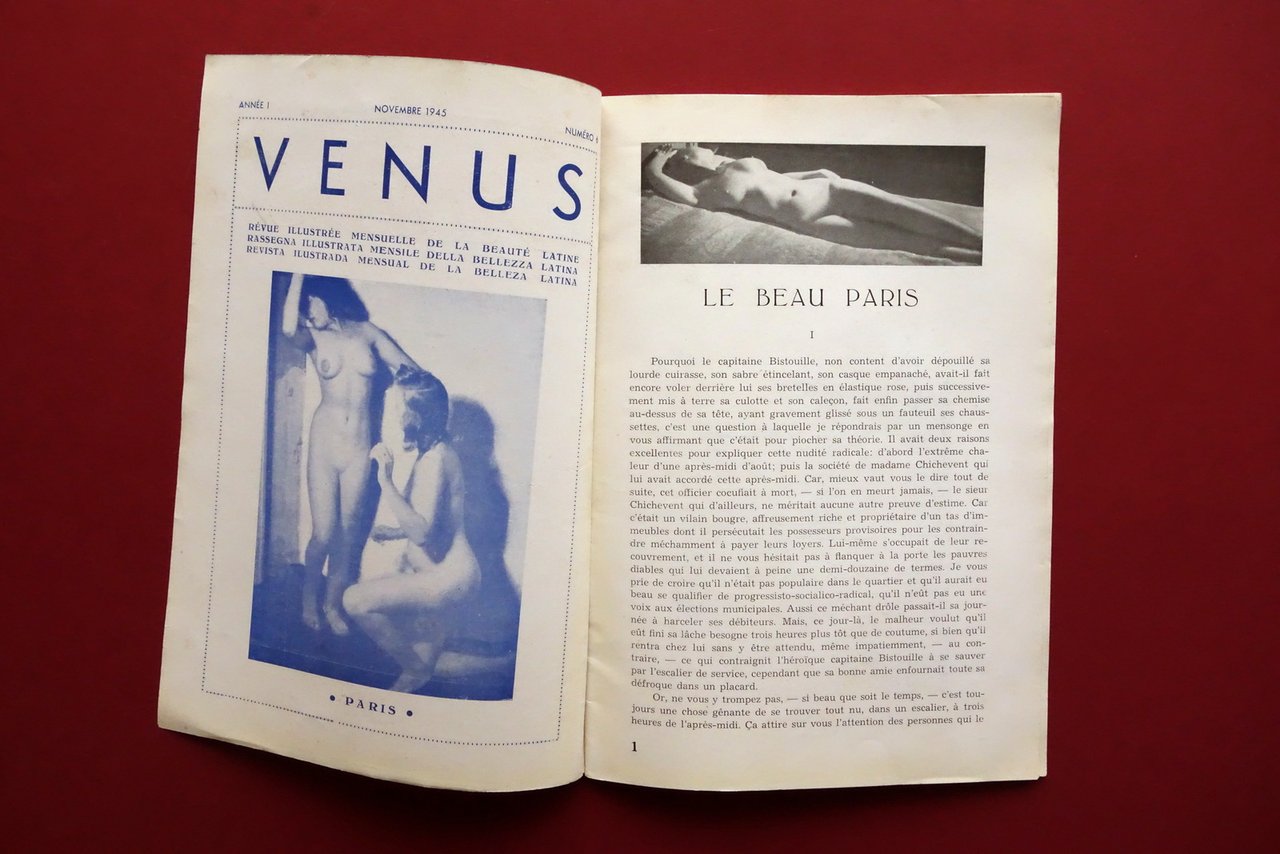 ANNÉE I
NOVEMBRE 1945
NUMÉRO 6
VENUS
RÉVUE ILLUSTRÉE MENSUELLE DE LA BEAUTÉ LATINE
RASSEGNA ILLUSTRATA MENSILE DELLA BELLEZZA LATINA
REVISTA ILUSTRADA MENSUAL DE LA BELLEZA LATINA
• PARIS •
LE BEAU PARIS
I
Pourquoi le capitaine Bistouille, non content d'avoir dépouillé sa
lourde cuirasse, son sabre étincelant, son casque empanaché, avait-il fait
encore voler derrière lui ses bretelles en élastique rose, puis successive-
ment mis à terre sa culotte et son caleçon, fait enfin passer sa chemise
au-dessus de sa tête, ayant gravement glissé sous un fauteuil ses chaus-
settes, c'est une question à laquelle je répondrais par un mensonge en
vous affirmant que c'était pour piocher sa théorie. Il avait deux raisons
excellentes pour expliquer cette nudité radicale: d'abord l'extrême cha-
leur d'une après-midi d'août; puis la société de madame Chichevent qui
lui avait accordé cette aprés-midi. Car, mieux vaut vous le dire tout de
suite, cet officier cocufiait à mort, — si l'on en meurt jamais, — le sieur
Chichevent qui d'ailleurs, ne méritait aucune autre preuve d'estime. Car
c'était un vilain bougre, affreusement riche et propriétaire d'un tas d'im-
meubles dont il persécutait les possesseurs provisoires pour les contrain-
dre méchamment à payer leurs loyers. Lui-même s'occupait de leur re-
couvrement, et il ne vous hésitait pas à flanquer à la porte les pauvres
diables qui lui devaient à peine une demi-douzaine de termes. Je vous
prie de croire qu'il n'était pas populaire dans le quartier et qu'il aurait eu
beau se qualifier de progressisto-socialico-radical, qu'il n'eût pas eu une
voix aux élections municipales. Aussi ce méchant drôle passait-il sa jour-
née à harceler ses débiteurs. Mais, ce jour-là, le malheur voulut qu'il
eût fini sa lâche besogne trois heures plus tôt que de coutume, si bien qu'il
rentra chez lui sans y être attendu, même impatiemment, — au con-
traire, — ce qui contraignit l'héroïque capitaine Bistouille à se sauver
par l'escalier de service, cependant que sa bonne amie enfournait toute sa
défroque dans un placard.
Or, ne vous y trompez pas, — si beau que soit le temps, — c'est tou-
jours une chose gênante de se trouver tout nu, dans un escalier, à trois
heures de l'aprés-midi. Ça attire sur vous l'attention des personnes qui le
1